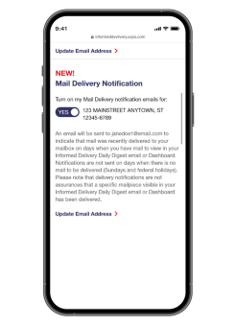 9:41
informeddelivery.usps.com
Update Email Address >
NEW!
Mail Delivery Notification
Turn on my Mail Delivery notification emails for:
YES
123 MAINSTREET ANYTOWN, ST
12345-6789
An email will be sent to janedoe1@email.com to
indicate that mail was recently delivered to your
mailbox on days when you have mail to view in your
Informed Delivery Daily Digest email or Dashboard.
Notifications are not sent on days when there is no
mail to be delivered (Sundays and federal holidays).
Please note that delivery notifications are not
assurances that a specific mailpiece visible in your
Informed Delivery Daily Digest email or Dashboard
has been delivered.
Update Email Address >